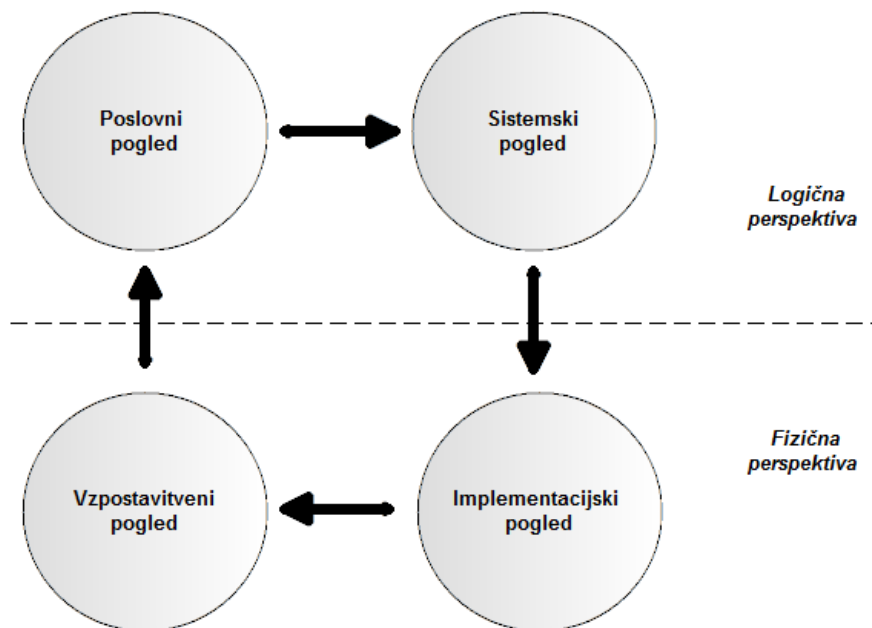 Poslovni
pogled
Sistemski
pogled
Logična
perspektiva
Vzpostavitveni
pogled
Implementacijski
pogled
Fizična
perspektiva